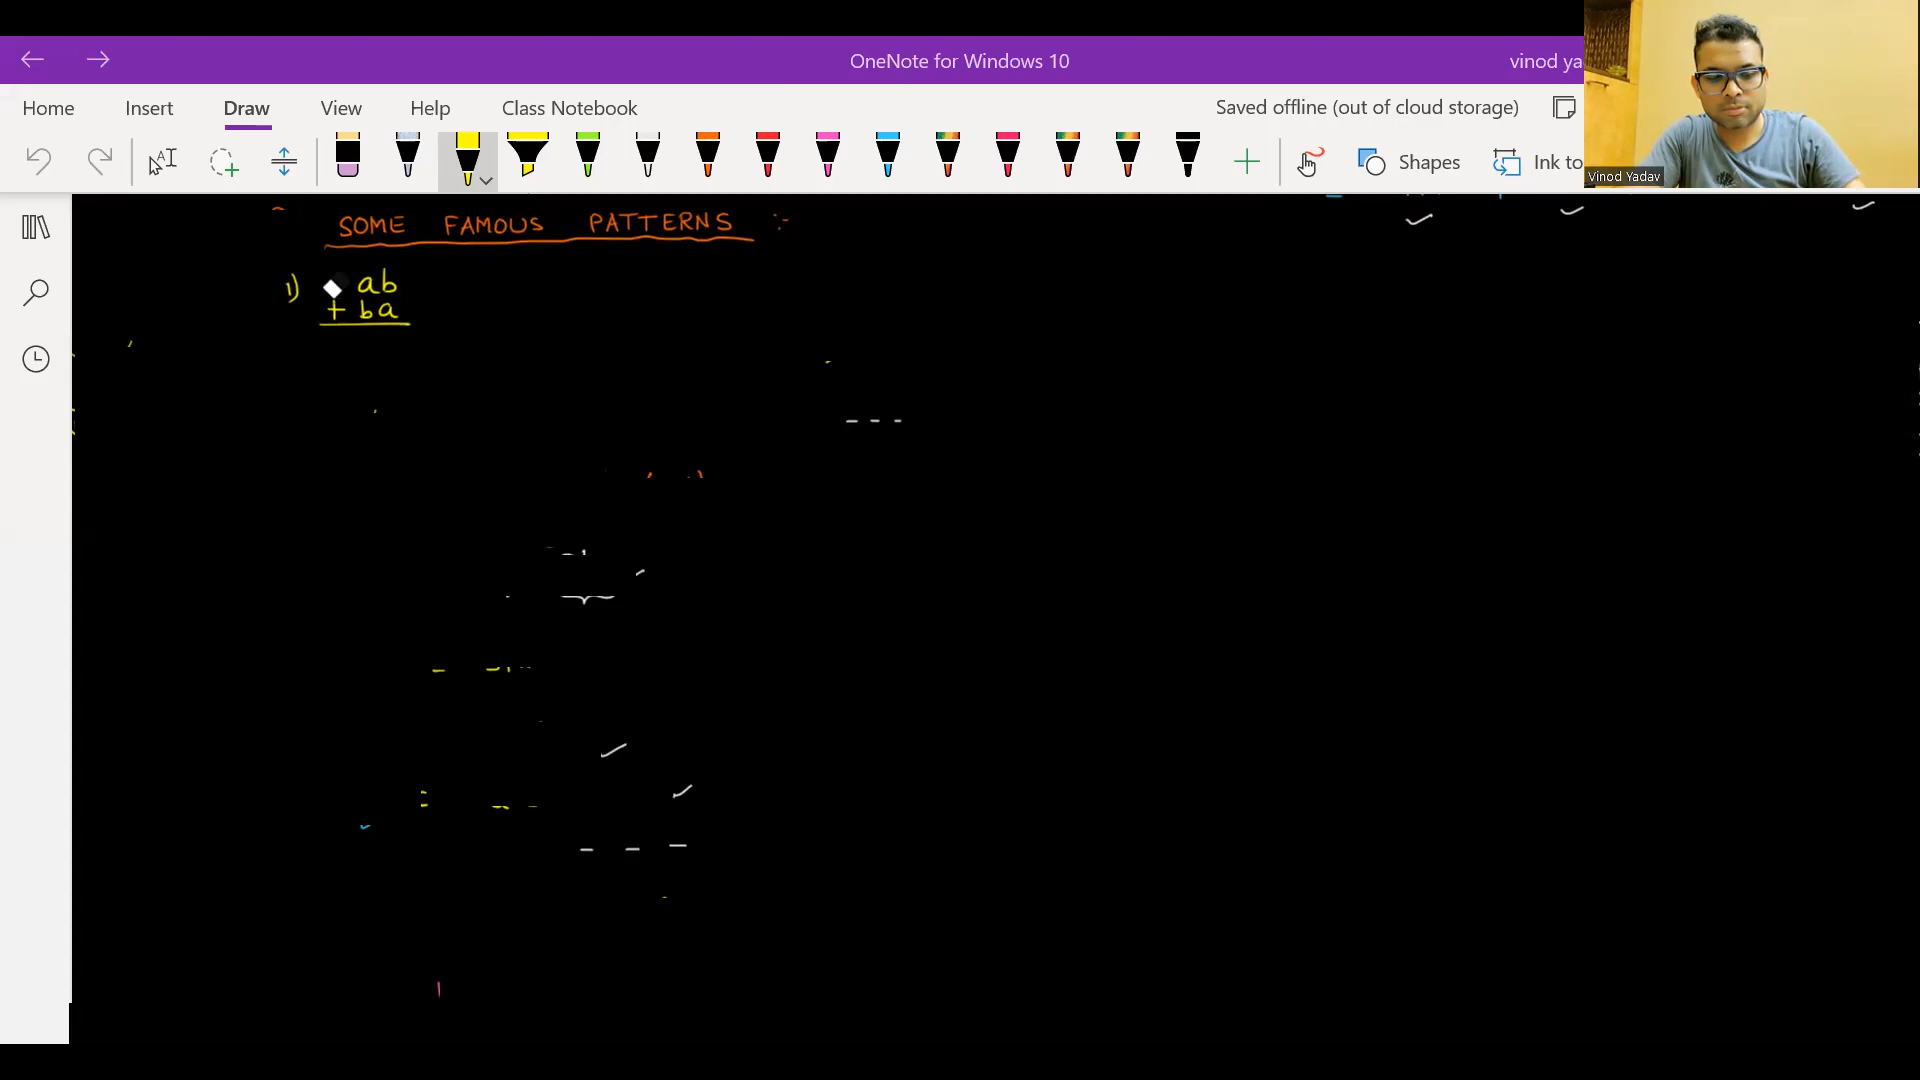 OneNote for Windows 10
vinod ya
Home Insert Draw View Help Class Notebook
Saved offline (out of cloud storage)
Shapes
Ink to
Vinod Yadav
SOME FAMOUS PATTERNS :-
1) ab
+ ba